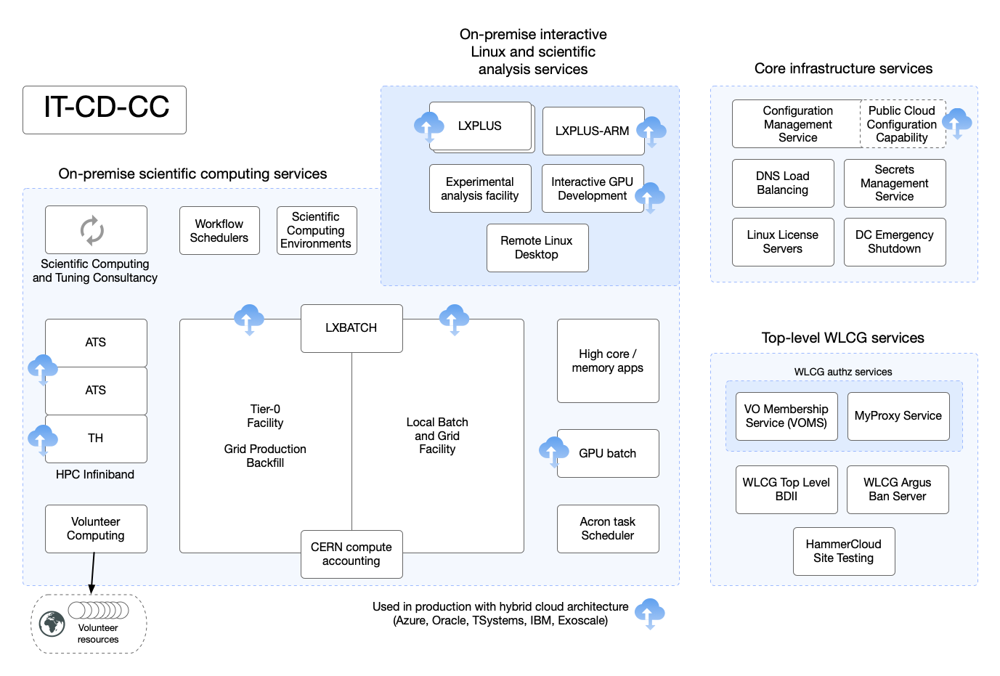 IT-CD-CC
On-premise interactive
Linux and scientific
analysis services
LXPLUS
LXPLUS-ARM
Experimental
analysis facility
Interactive GPU
Development
Remote Linux
Desktop
Core infrastructure services
Configuration
Management
Service
Public Cloud
Configuration
Capability
DNS Load
Balancing
Secrets
Management
Service
Linux License
Servers
DC Emergency
Shutdown
On-premise scientific computing services
Scientific Computing
and Tuning Consultancy
Workflow
Schedulers
Scientific
Computing
Environments
ATS
ATS
TH
HPC Infiniband
Volunteer
Computing
LXBATCH
Tier-0
Facility
Grid Production
Backfill
Local Batch
and Grid
Facility
CERN compute
accounting
High core /
memory apps
GPU batch
Acron task
Scheduler
Top-level WLCG services
WLCG authz services
VO Membership
Service (VOMS)
MyProxy Service
WLCG Top Level
BDII
WLCG Argus
Ban Server
HammerCloud
Site Testing
Volunteer
resources
Used in production with hybrid cloud architecture
(Azure, Oracle, TSystems, IBM, Exoscale)